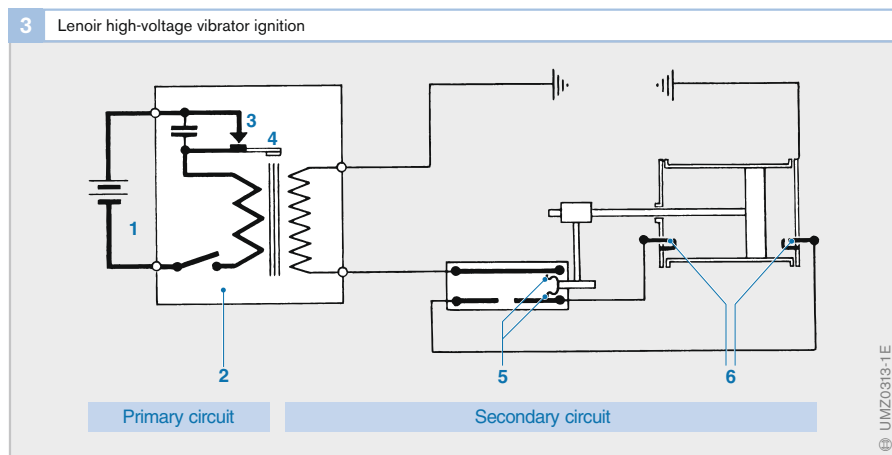 3 Lenoir high-voltage vibrator ignition
3
4
1
2
5
6
Primary circuit Secondary circuit
UMZ0313-1E